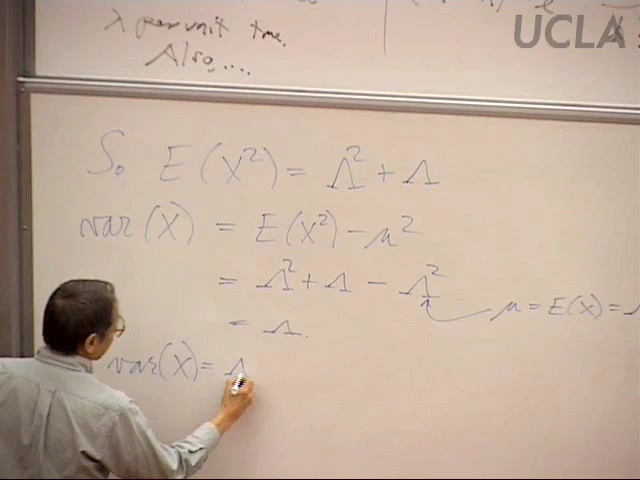 λ per unit time.
Also....
UCLA
So E(X²) = Λ² + Λ
var(X) = E(X²) - μ²
= Λ² + Λ - Λ²
μ = E(X) = Λ
= Λ.
var(X) = Λ